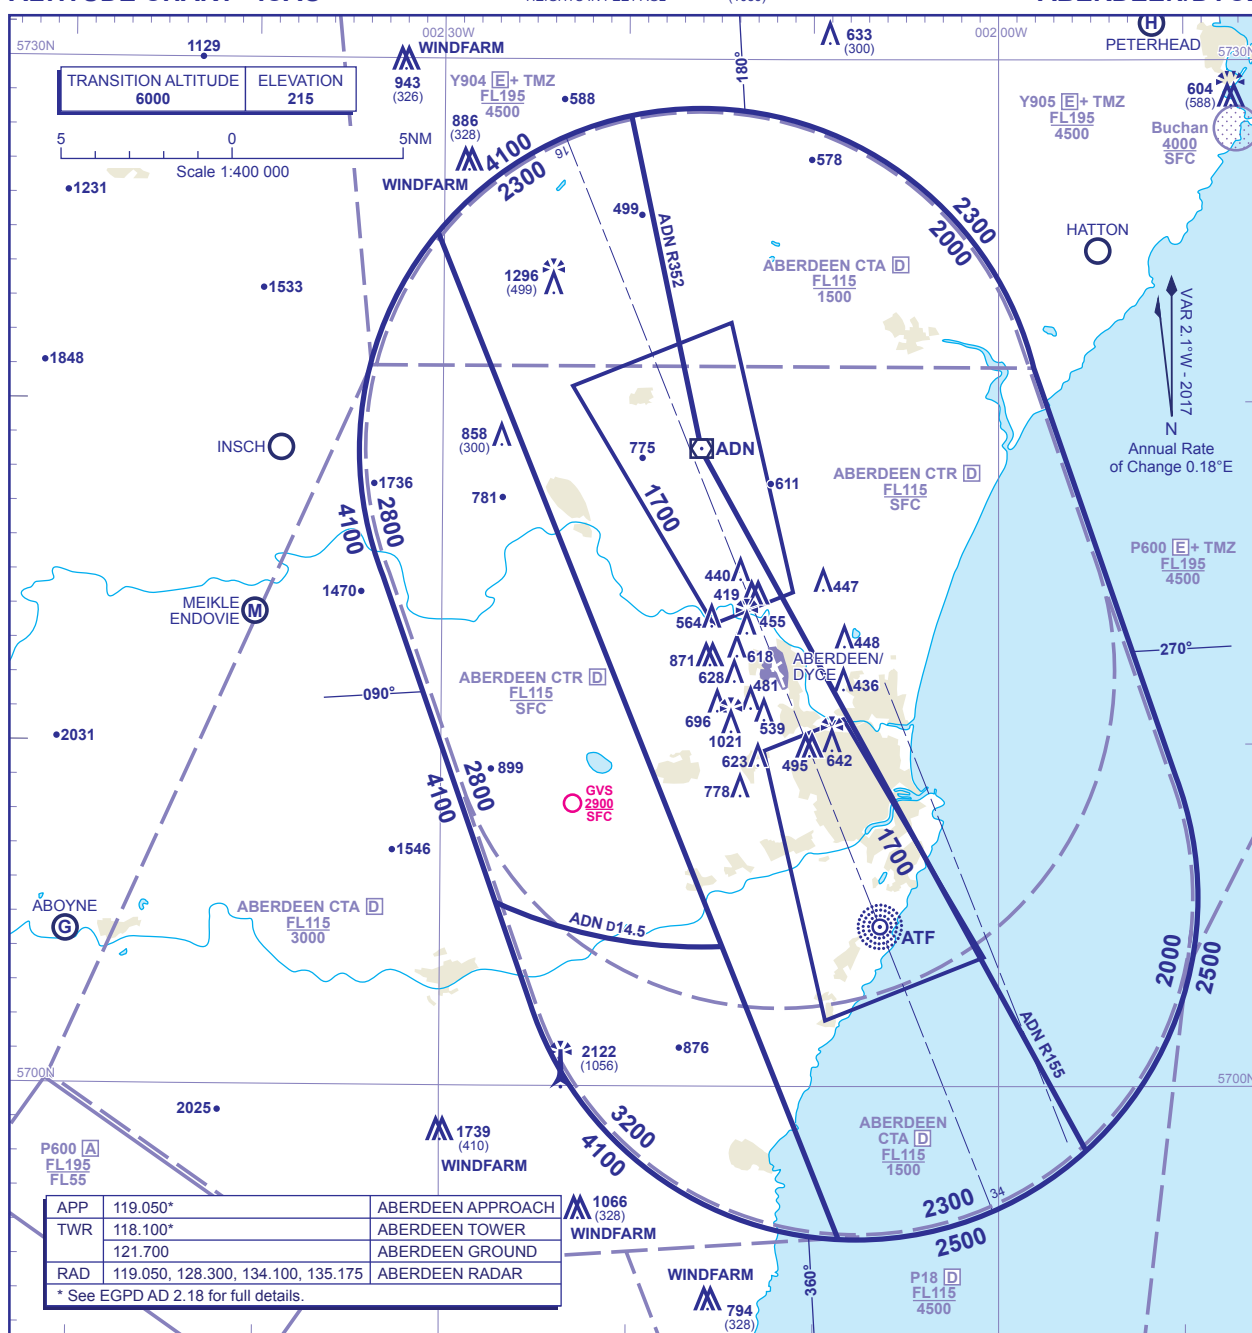 5730N
002 30W
002 00W
5730N
1129
WINDFARM
943
(326)
TRANSITION ALTITUDE
6000
ELEVATION
215
5 0 5NM
Scale 1:400 000
Y904 E + TMZ
FL195
4500
588
886
(328)
WINDFARM
180°
633
(300)
H
PETERHEAD
604
(588)
Y905 E + TMZ
FL195
4500
Buchan
4000
SFC
4100
2300
16
578
2300
2000
1231
499
ADN R352
HATTON
1296
(499)
ABERDEEN CTA D
FL115
1500
1533
VAR 2.1°W - 2017
N
Annual Rate
of Change 0.18°E
1848
INSCH
858
(300)
775
ADN
1736
781
1700
611
ABERDEEN CTR D
FL115
SFC
2800
4100
P600 E + TMZ
FL195
4500
1470
440
419
447
MEIKLE
ENDOVIE
M
564
455
448
871
618
ABERDEEN/
DYCE
270°
ABERDEEN CTR D
FL115
SFC
628
481
436
090°
696
539
1021
2031
623
495
642
899
2800
4100
GVS
2900
SFC
778
1546
1700
ABOYNE
G
ABERDEEN CTA D
FL115
3000
ADN D14.5
ATF
2000
2500
876
2122
(1056)
ADN R155
5700N
5700N
2025
1739
(410)
WINDFARM
3200
4100
ABERDEEN
CTA D
FL115
1500
P600 A
FL195
FL55
1066
(328)
WINDFARM
34
2300
2500
APP 119.050* ABERDEEN APPROACH
TWR 118.100* ABERDEEN TOWER
121.700 ABERDEEN GROUND
RAD 119.050, 128.300, 134.100, 135.175 ABERDEEN RADAR
* See EGPD AD 2.18 for full details.
WINDFARM
794
(328)
360°
P18 D
FL115
4500